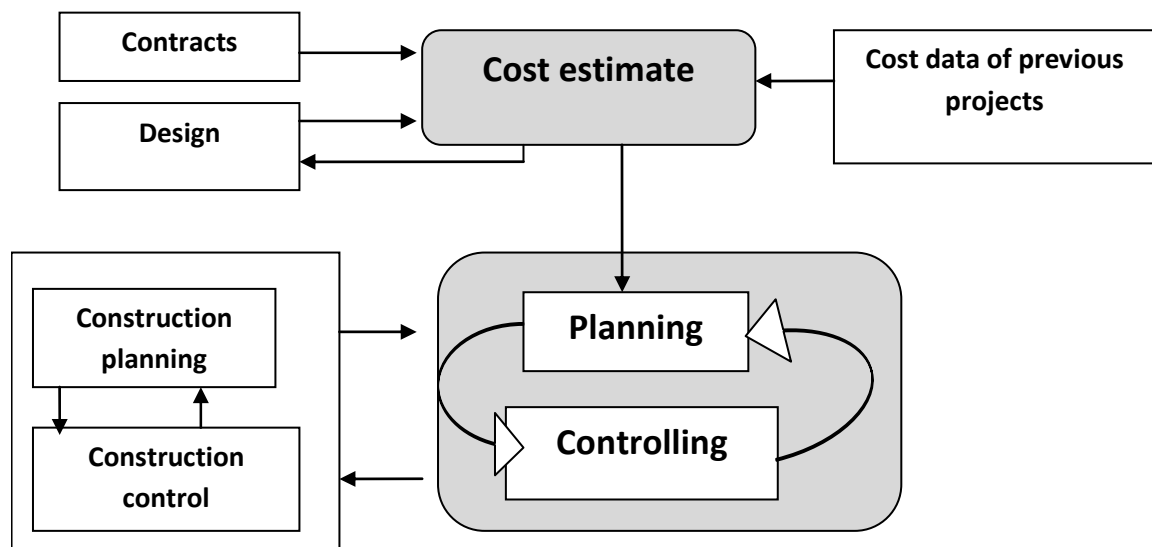 Contracts
Cost estimate
Cost data of previous
projects
Design
Construction
planning
Planning
Construction
control
Controlling